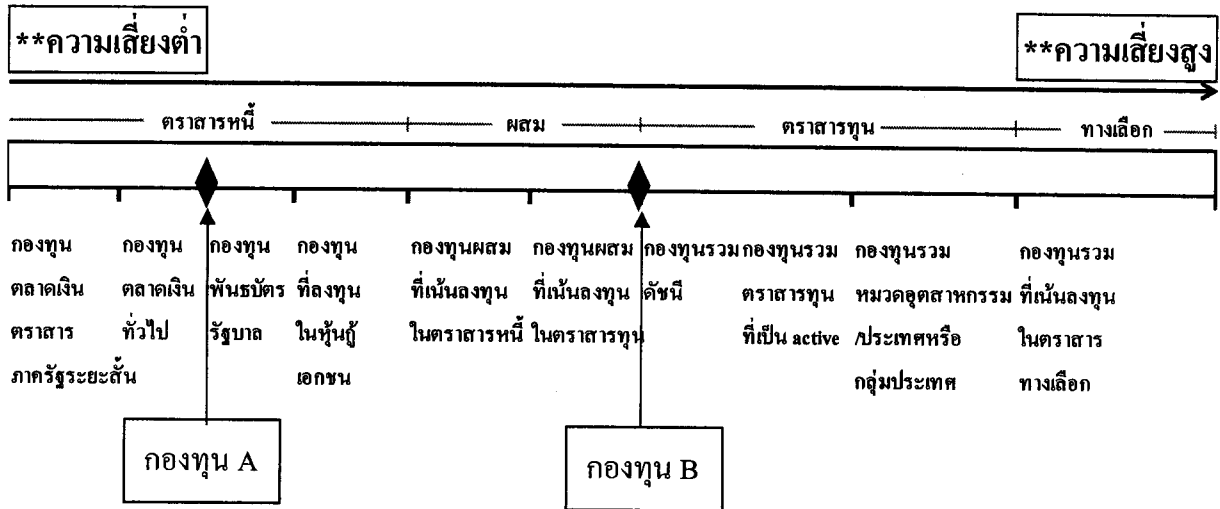 **ความเสี่ยงต่ำ
**ความเสี่ยงสูง
ตราสารหนี้
ผสม
ตราสารทุน
ทางเลือก
กองทุน
ตลาดเงิน
ตราสาร
ภาครัฐระยะสั้น
กองทุน
ตลาดเงิน
ทั่วไป
กองทุน
พันธบัตร
รัฐบาล
กองทุน
ที่ลงทุน
ในหุ้นกู้
เอกชน
กองทุนผสม
ที่เน้นลงทุน
ในตราสารหนี้
กองทุนผสม
ที่เน้นลงทุน
ในตราสารทุน
กองทุนรวม
ดัชนี
กองทุนรวม
ตราสารทุน
ที่เป็น active
กองทุนรวม
หมวดอุตสาหกรรม
/ประเทศหรือ
กลุ่มประเทศ
กองทุนรวม
ที่เน้นลงทุน
ในตราสาร
ทางเลือก
กองทุน A
กองทุน B